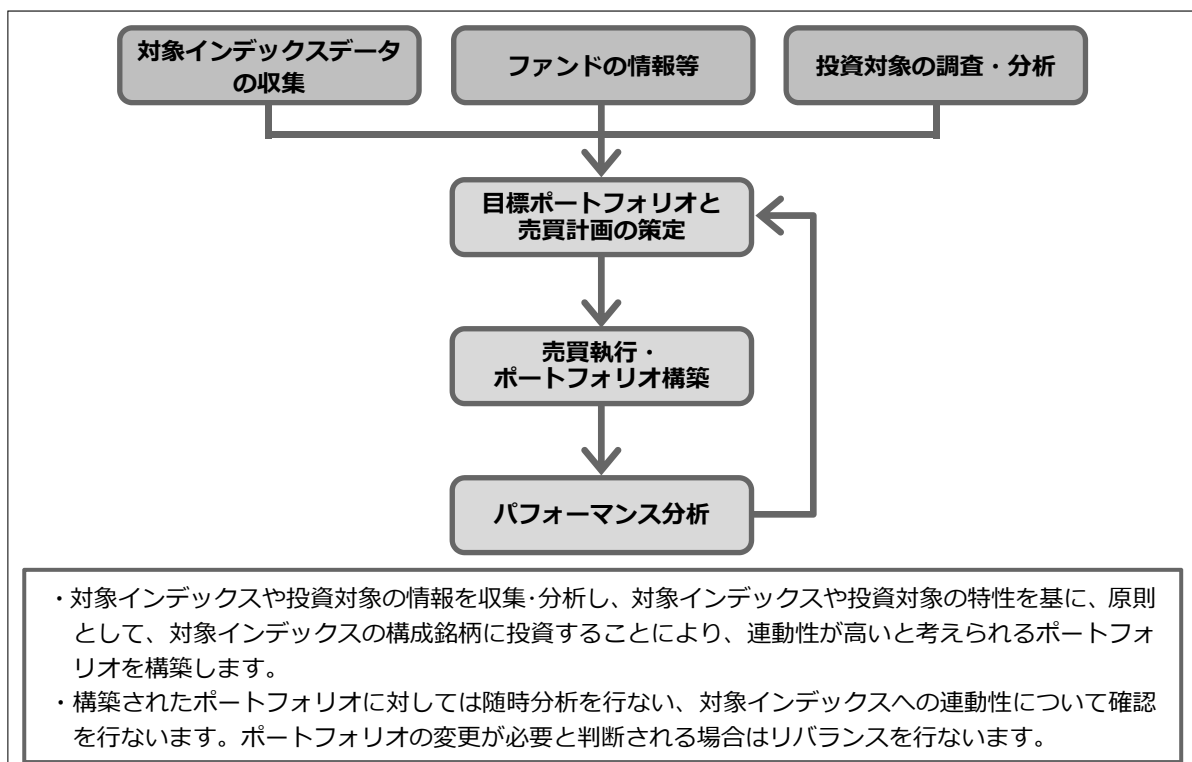 対象インデックスデータ
の収集
ファンドの情報等
投資対象の調査・分析
目標ポートフォリオと
売買計画の策定
売買執行・
ポートフォリオ構築
パフォーマンス分析
・対象インデックスや投資対象の情報を収集･分析し、対象インデックスや投資対象の特性を基に、原則
として、対象インデックスの構成銘柄に投資することにより、連動性が高いと考えられるポートフォ
リオを構築します。
・構築されたポートフォリオに対しては随時分析を行ない、対象インデックスへの連動性について確認
を行ないます。ポートフォリオの変更が必要と判断される場合はリバランスを行ないます。